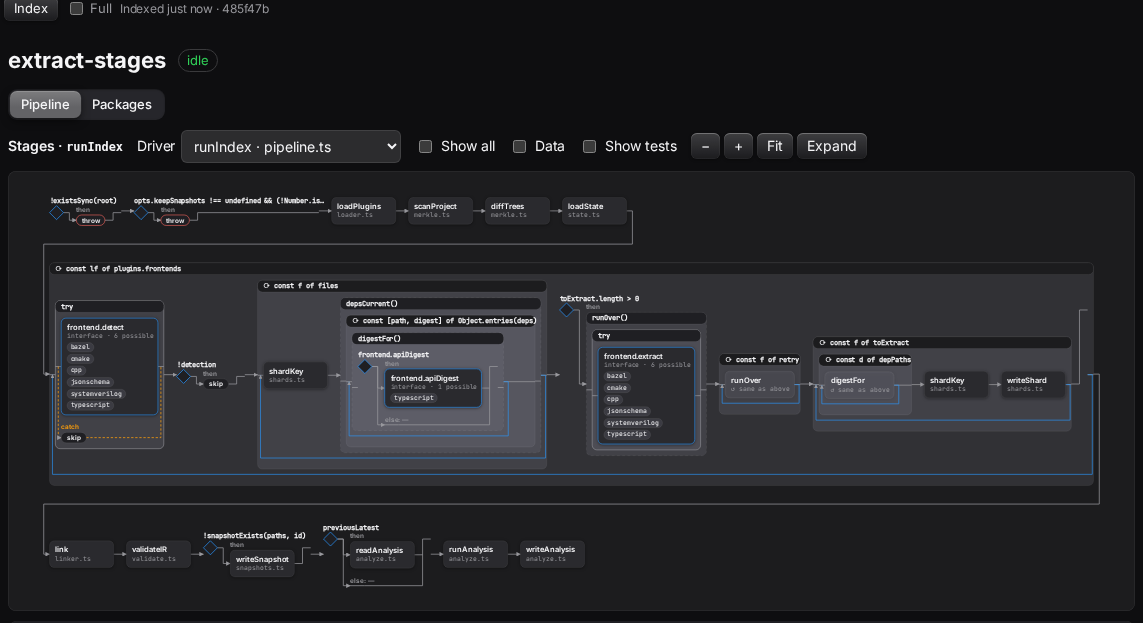 Index Full Indexed just now · 485f47b
extract-stages idle
Pipeline Packages
Stages · runIndex Driver runIndex · pipeline.ts Show all Data Show tests − + Fit Expand
!existsSync(root)
then
throw
opts.keepSnapshots !== undefined && (!Number.is…
then
throw
loadPlugins
loader.ts
scanProject
merkle.ts
diffTrees
merkle.ts
loadState
state.ts
const lf of plugins.frontends
try
frontend.detect
interface · 6 possible
bazel
cmake
cpp
jsonschema
systemverilog
typescript
catch
skip
!detection
then
skip
const f of files
shardKey
shards.ts
depsCurrent()
const [path, digest] of Object.entries(deps)
digestFor()
frontend.apiDigest
then
frontend.apiDigest
interface · 1 possible
typescript
else: —
toExtract.length > 0
then
runOver()
try
frontend.extract
interface · 6 possible
bazel
cmake
cpp
jsonschema
systemverilog
typescript
const f of retry
runOver
↺ same as above
const f of toExtract
const d of depPaths
digestFor
↺ same as above
shardKey
shards.ts
writeShard
shards.ts
link
linker.ts
validateIR
validate.ts
!snapshotExists(paths, id)
then
writeSnapshot
snapshots.ts
previousLatest
then
readAnalysis
analyze.ts
else: —
runAnalysis
analyze.ts
writeAnalysis
analyze.ts